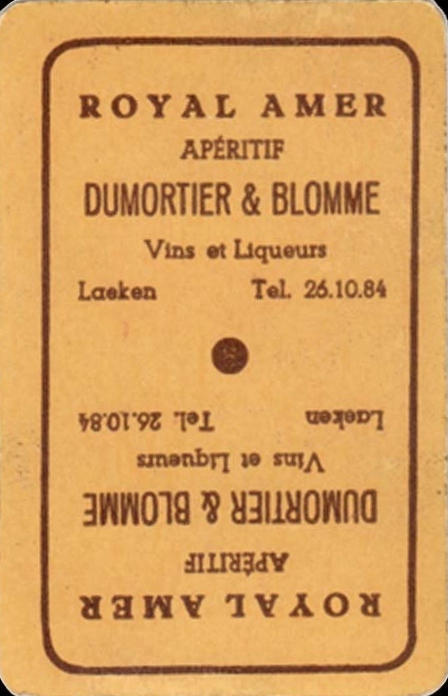 ROYAL AMER
APÉRITIF
DUMORTIER & BLOMME
Vins et Liqueurs
Laeken Tel. 26.10.84
Laeken Tel. 26.10.84
Vins et Liqueurs
DUMORTIER & BLOMME
APÉRITIF
ROYAL AMER